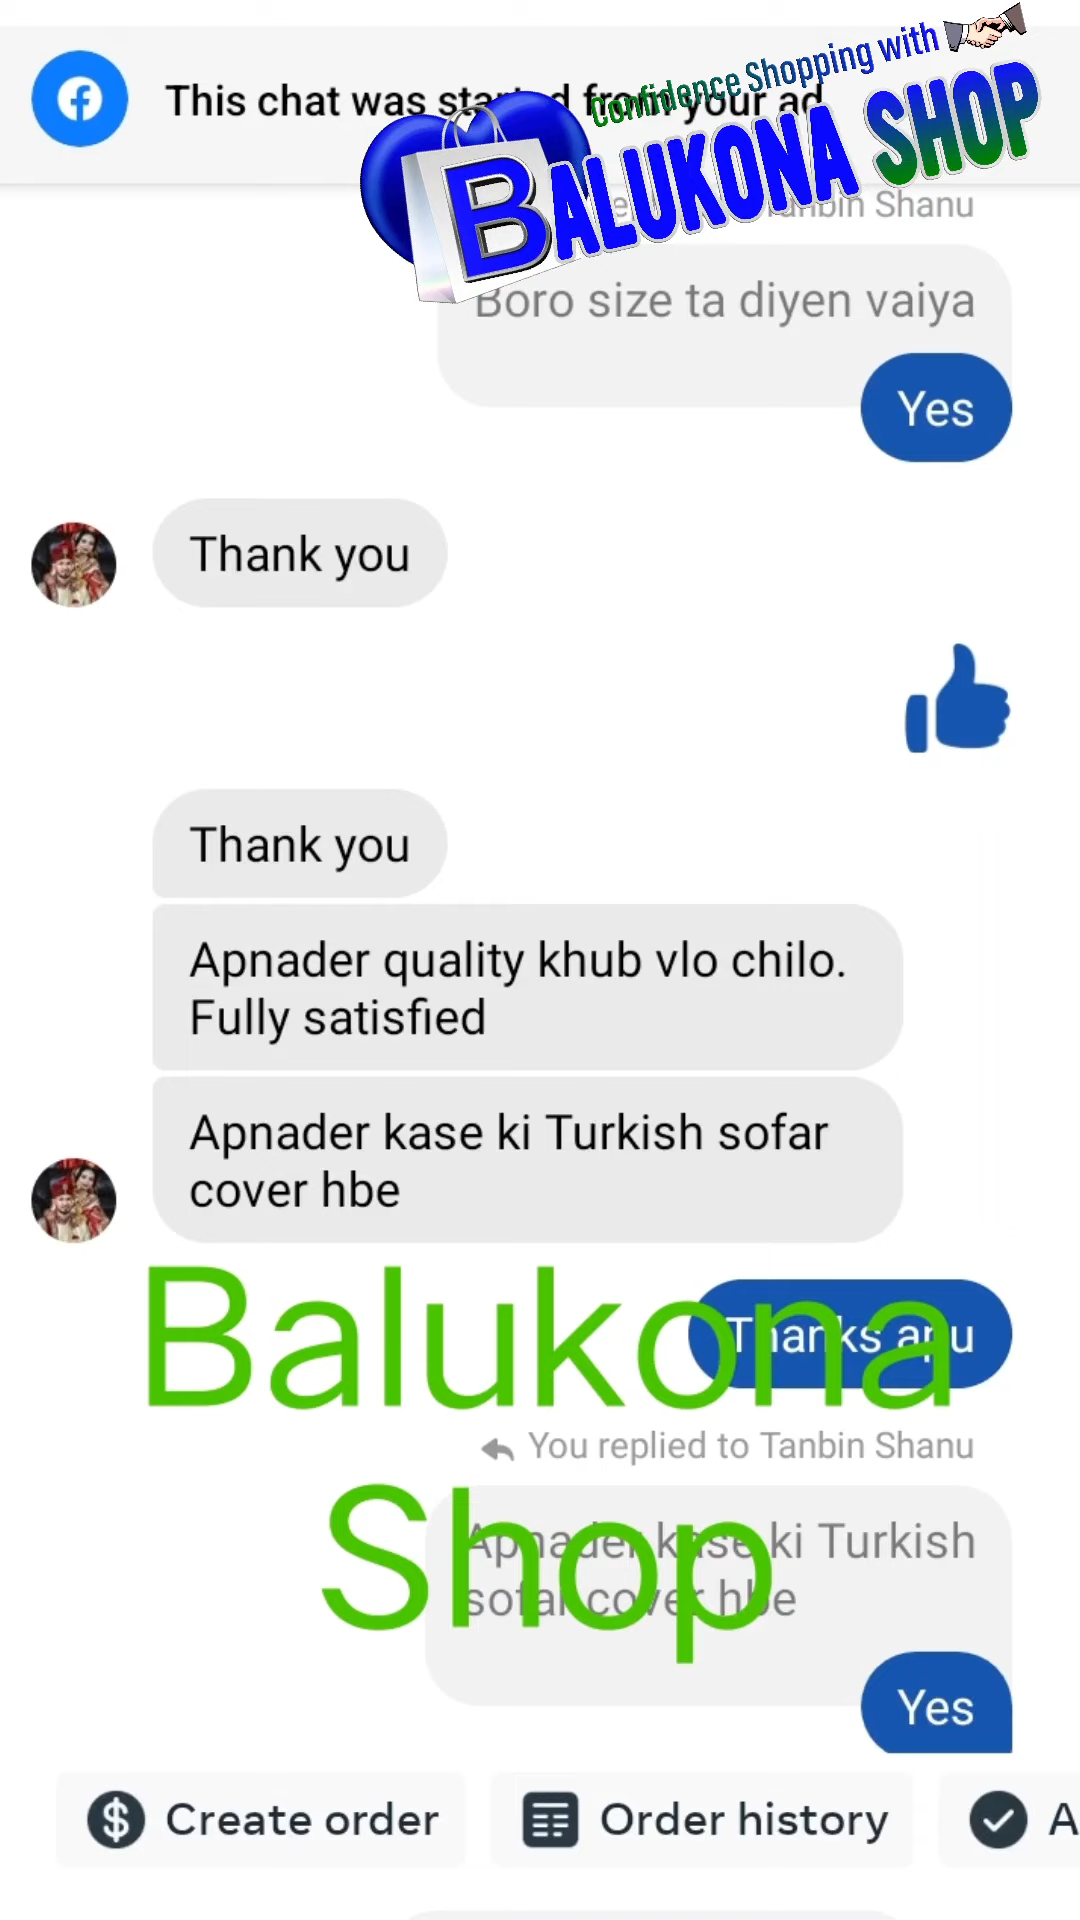 Confidence Shopping with
BALUKONA SHOP
This chat was started from your ad
Tanbin Shanu
Boro size ta diyen vaiya
Yes
Thank you
Thank you
Apnader quality khub vlo chilo.
Fully satisfied
Apnader kase ki Turkish sofar
cover hbe
Thanks apu
Balukona
You replied to Tanbin Shanu
Shop
Apnader kase ki Turkish
sofar cover hbe
Yes
Create order
Order history
A